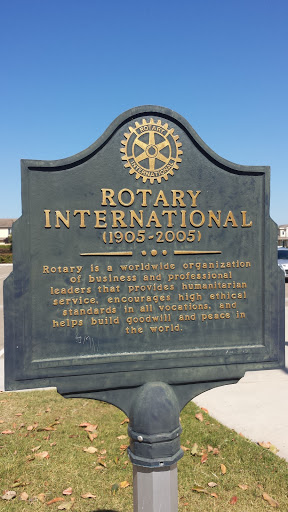 ROTARY
INTERNATIONAL
ROTARY
INTERNATIONAL
(1905-2005)
Rotary is a worldwide organization
of business and professional
leaders that provides humanitarian
service, encourages high ethical
standards in all vocations, and
helps build goodwill and peace in
the world.